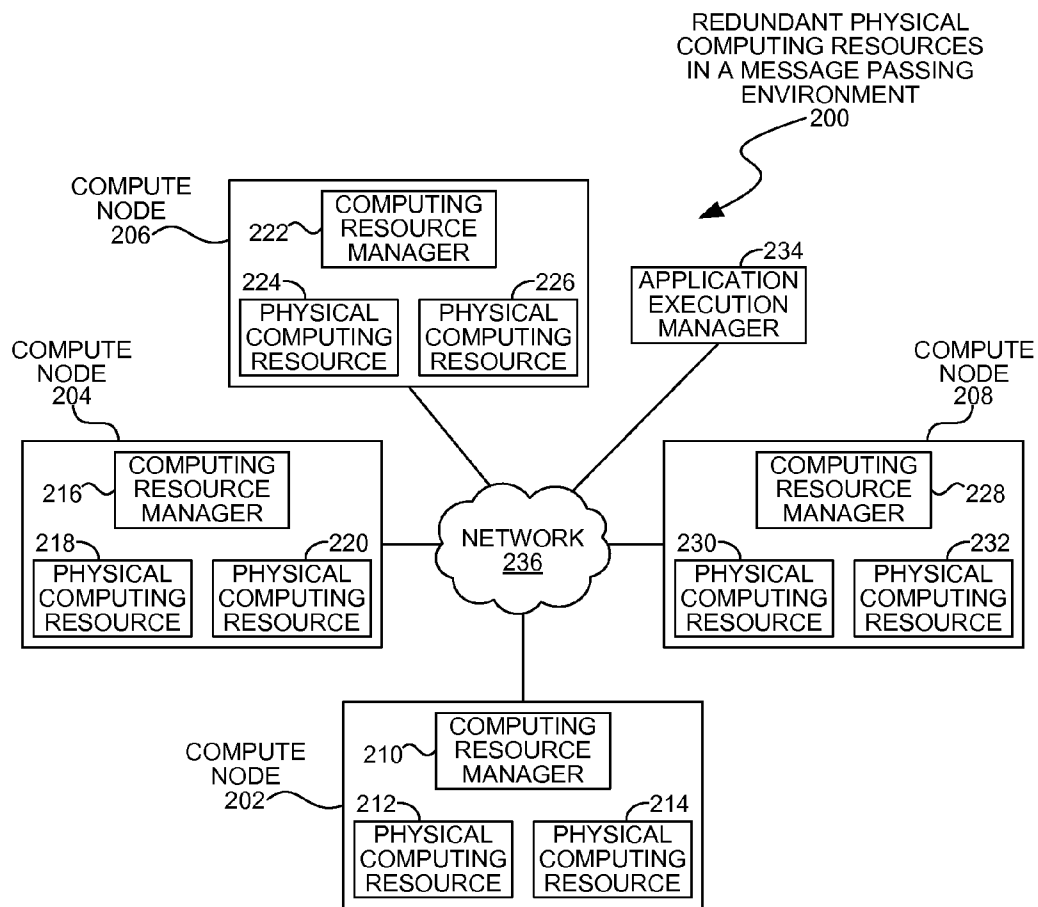 REDUNDANT PHYSICAL
COMPUTING RESOURCES
IN A MESSAGE PASSING
ENVIRONMENT
200
COMPUTE
NODE
206
222
COMPUTING
RESOURCE
MANAGER
224
PHYSICAL
COMPUTING
RESOURCE
226
PHYSICAL
COMPUTING
RESOURCE
234
APPLICATION
EXECUTION
MANAGER
COMPUTE
NODE
204
216
COMPUTING
RESOURCE
MANAGER
218
PHYSICAL
COMPUTING
RESOURCE
220
PHYSICAL
COMPUTING
RESOURCE
NETWORK
236
COMPUTE
NODE
208
COMPUTING
RESOURCE
MANAGER
228
230
PHYSICAL
COMPUTING
RESOURCE
232
PHYSICAL
COMPUTING
RESOURCE
COMPUTE
NODE
202
210
COMPUTING
RESOURCE
MANAGER
212
PHYSICAL
COMPUTING
RESOURCE
214
PHYSICAL
COMPUTING
RESOURCE